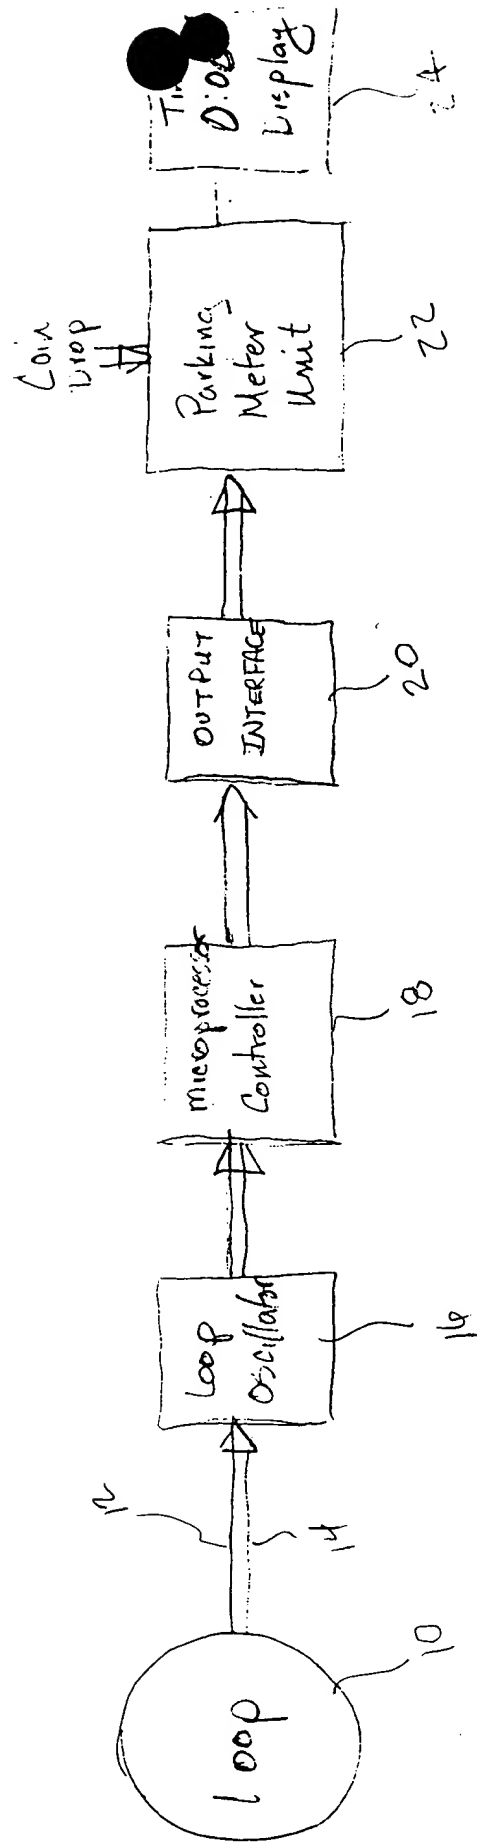 Loop
10
12
14
Loop
Oscillator
16
Microprocessor
Controller
18
OUTPUT
INTERFACE
20
Coin
Drop
Parking
Meter
Unit
22
Display
24